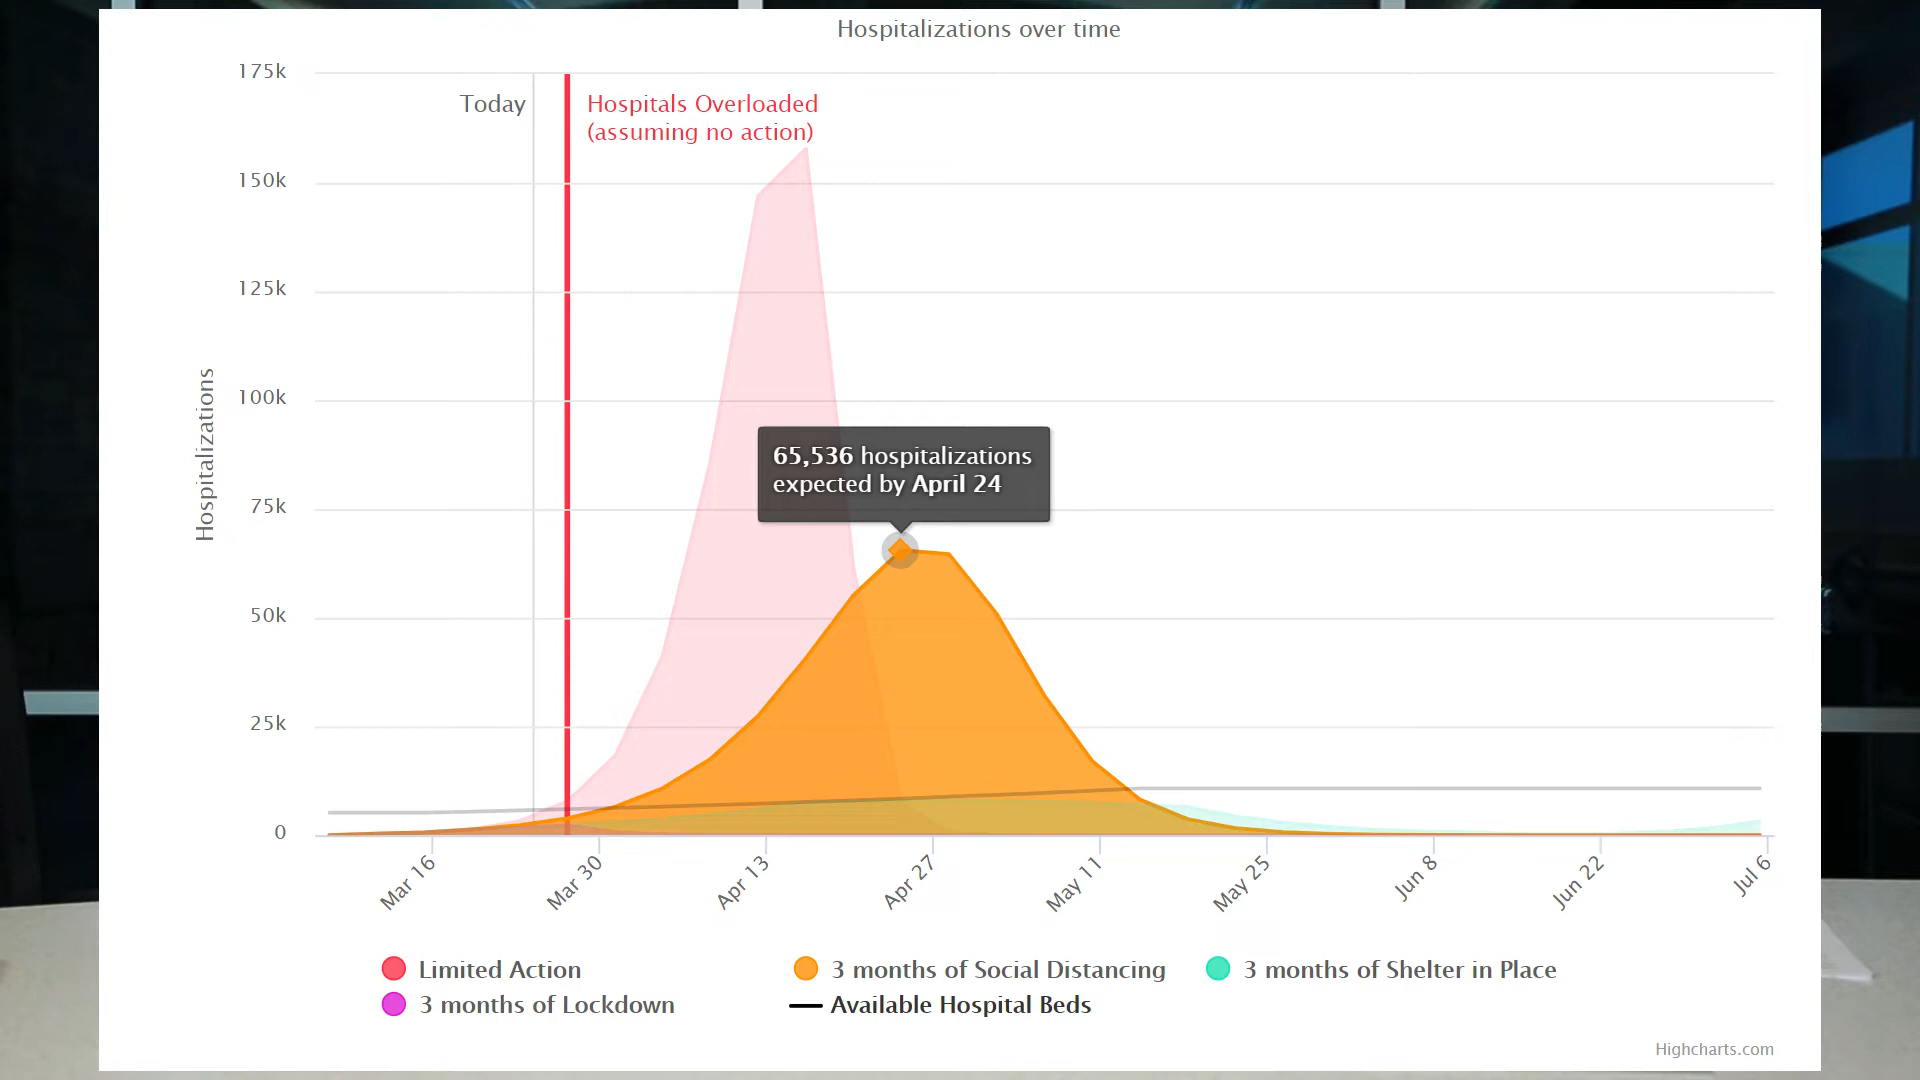 Hospitalizations over time
175k
150k
125k
100k
75k
50k
25k
0
Hospitalizations
Today
Hospitals Overloaded
(assuming no action)
65,536 hospitalizations
expected by April 24
Mar 16
Mar 30
Apr 13
Apr 27
May 11
May 25
Jun 8
Jun 22
Jul 6
Limited Action
3 months of Social Distancing
3 months of Shelter in Place
3 months of Lockdown
Available Hospital Beds
Highcharts.com